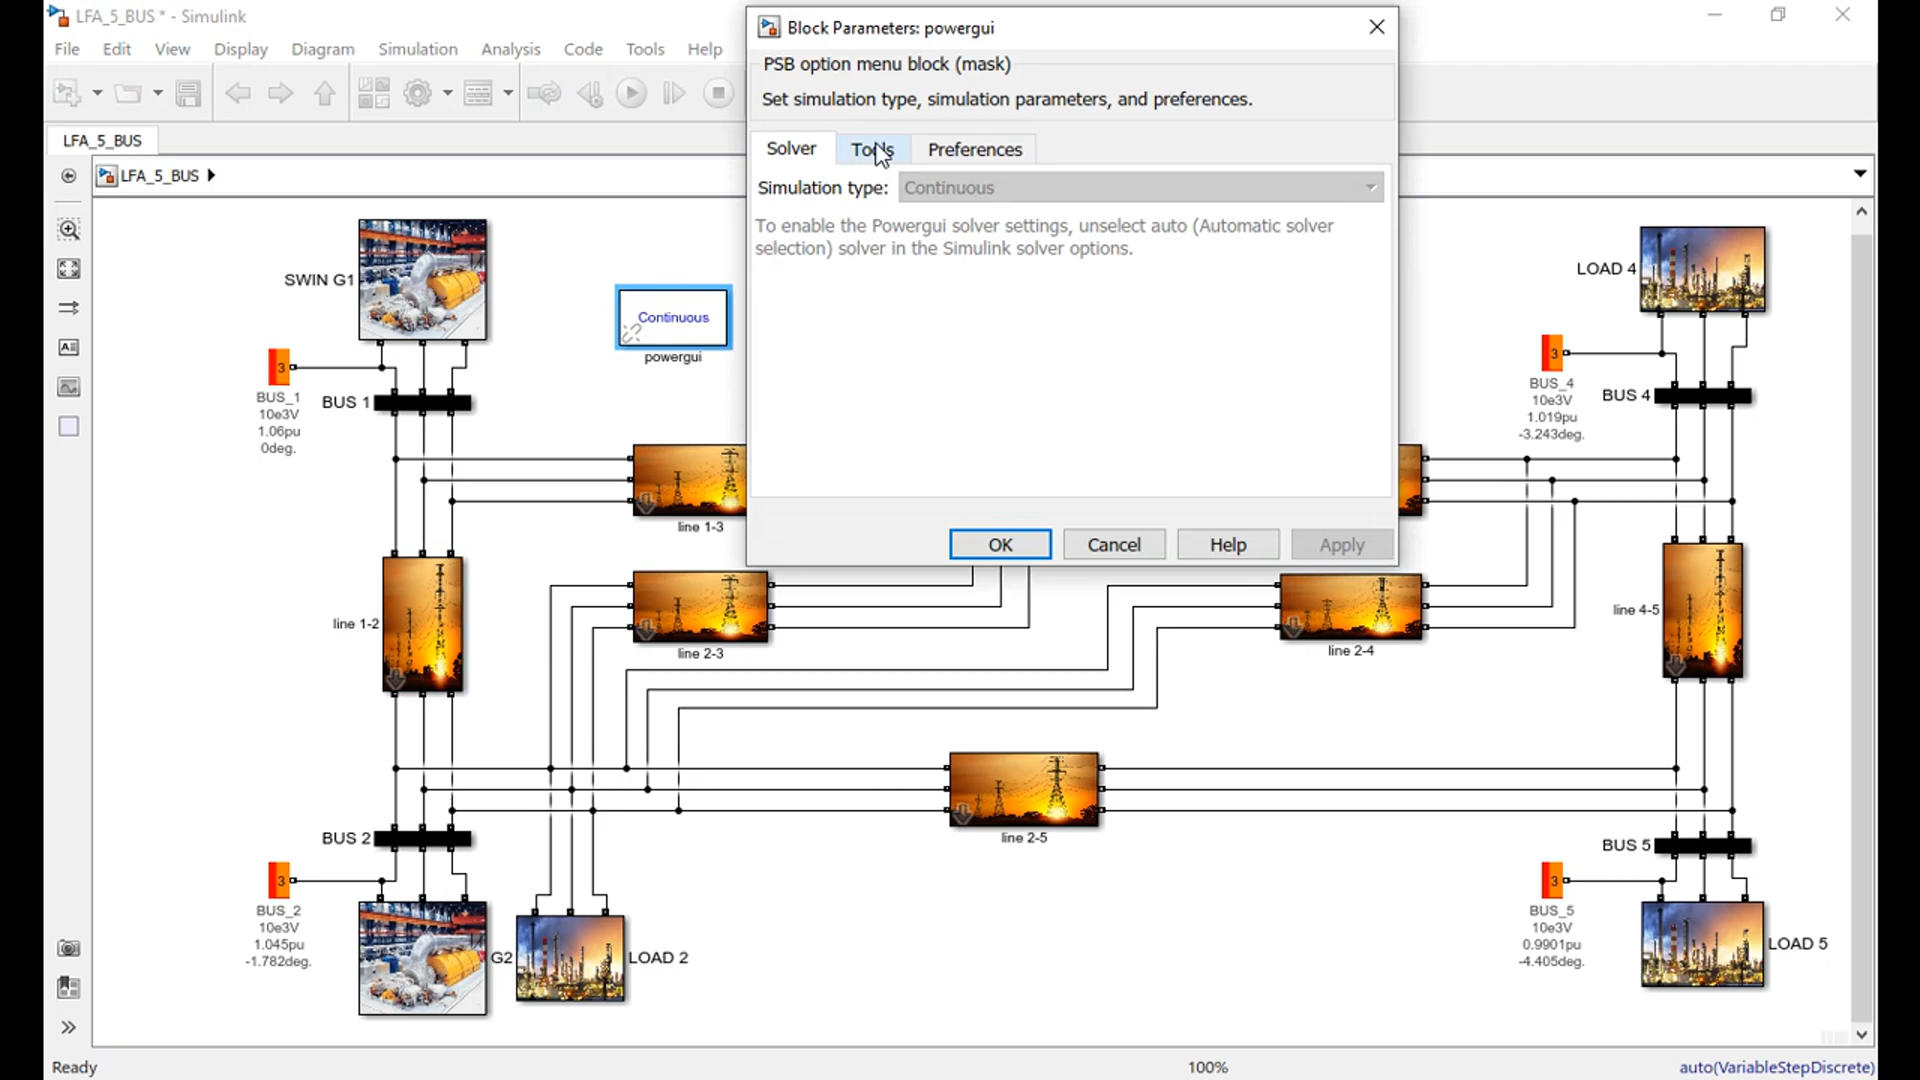 LFA_5_BUS * - Simulink
File Edit View Display Diagram Simulation Analysis Code Tools Help
LFA_5_BUS
LFA_5_BUS
Block Parameters: powergui
PSB option menu block (mask)
Set simulation type, simulation parameters, and preferences.
Solver Tools Preferences
Simulation type: Continuous
To enable the Powergui solver settings, unselect auto (Automatic solver
selection) solver in the Simulink solver options.
OK Cancel Help Apply
SWIN G1
Continuous
powergui
LOAD 4
3
BUS_1
10e3V
1.06pu
0deg.
BUS 1
3
BUS_4
10e3V
1.019pu
-3.243deg.
BUS 4
line 1-3
line 1-2
line 2-3
line 2-4
line 4-5
line 2-5
BUS 2
3
BUS_2
10e3V
1.045pu
-1.782deg.
G2
LOAD 2
BUS 5
3
BUS_5
10e3V
0.9901pu
-4.405deg.
LOAD 5
Ready
100%
auto(VariableStepDiscrete)